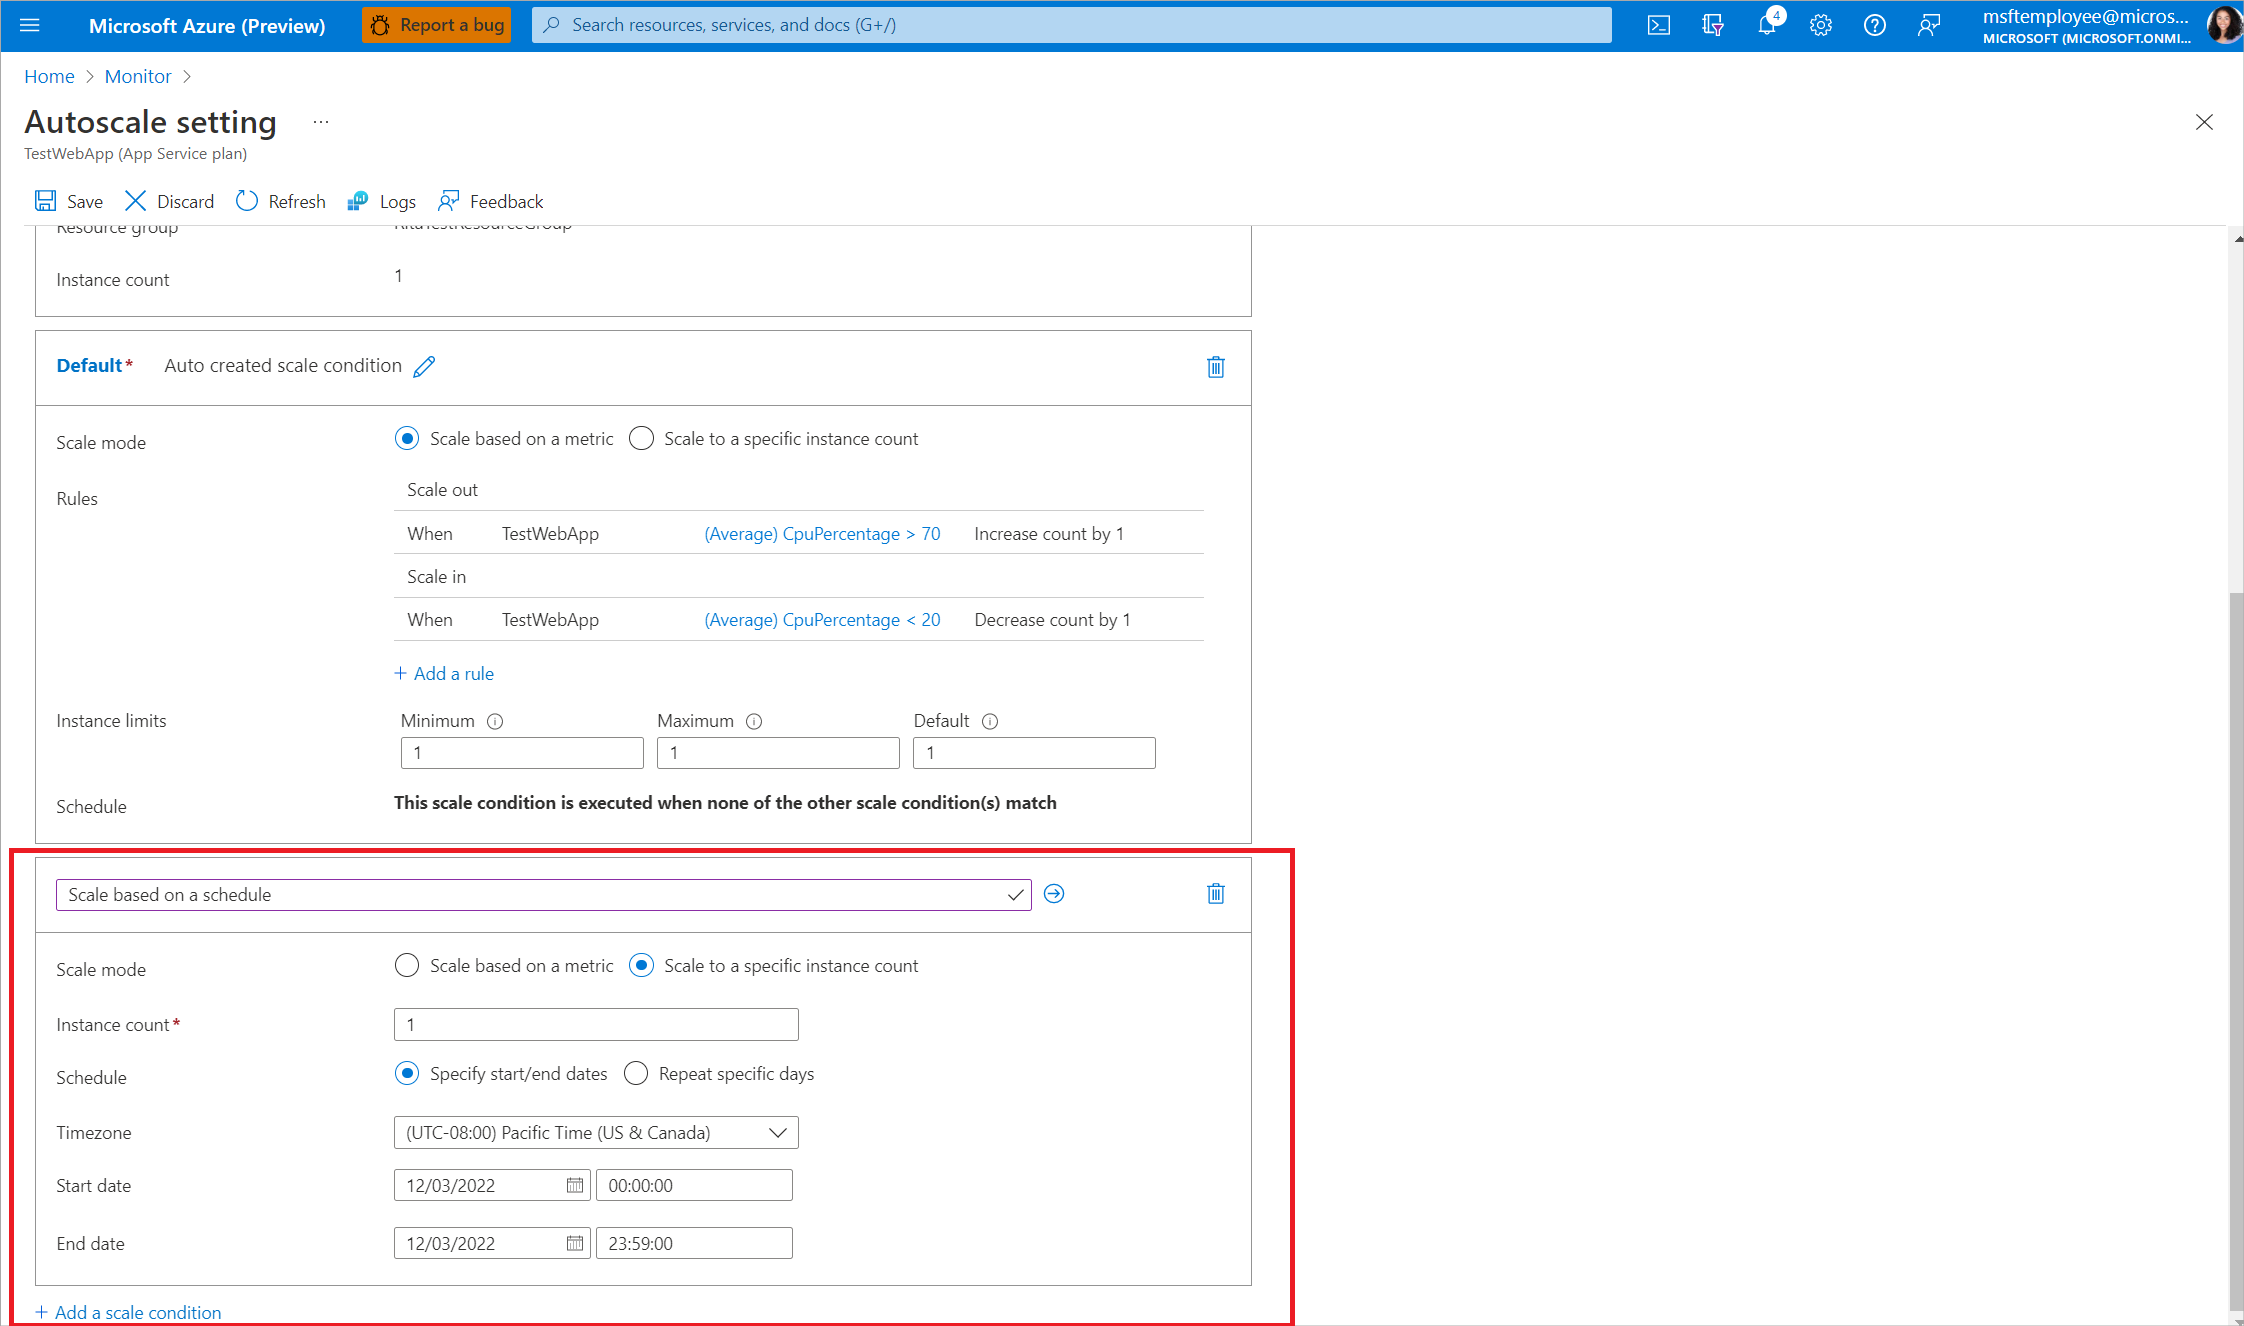 Microsoft Azure (Preview) Report a bug Search resources, services, and docs (G+/) 4 msftemployee@micros...
MICROSOFT (MICROSOFT.ONMI...
Home > Monitor >
Autoscale setting ...
TestWebApp (App Service plan)
Save Discard Refresh Logs Feedback
Resource group RitaTestResourceGroup
Instance count 1
Default* Auto created scale condition
Scale mode Scale based on a metric Scale to a specific instance count
Rules Scale out
When TestWebApp (Average) CpuPercentage > 70 Increase count by 1
Scale in
When TestWebApp (Average) CpuPercentage < 20 Decrease count by 1
+ Add a rule
Instance limits Minimum Maximum Default
1 1 1
Schedule This scale condition is executed when none of the other scale condition(s) match
Scale based on a schedule
Scale mode Scale based on a metric Scale to a specific instance count
Instance count* 1
Schedule Specify start/end dates Repeat specific days
Timezone (UTC-08:00) Pacific Time (US & Canada)
Start date 12/03/2022 00:00:00
End date 12/03/2022 23:59:00
+ Add a scale condition